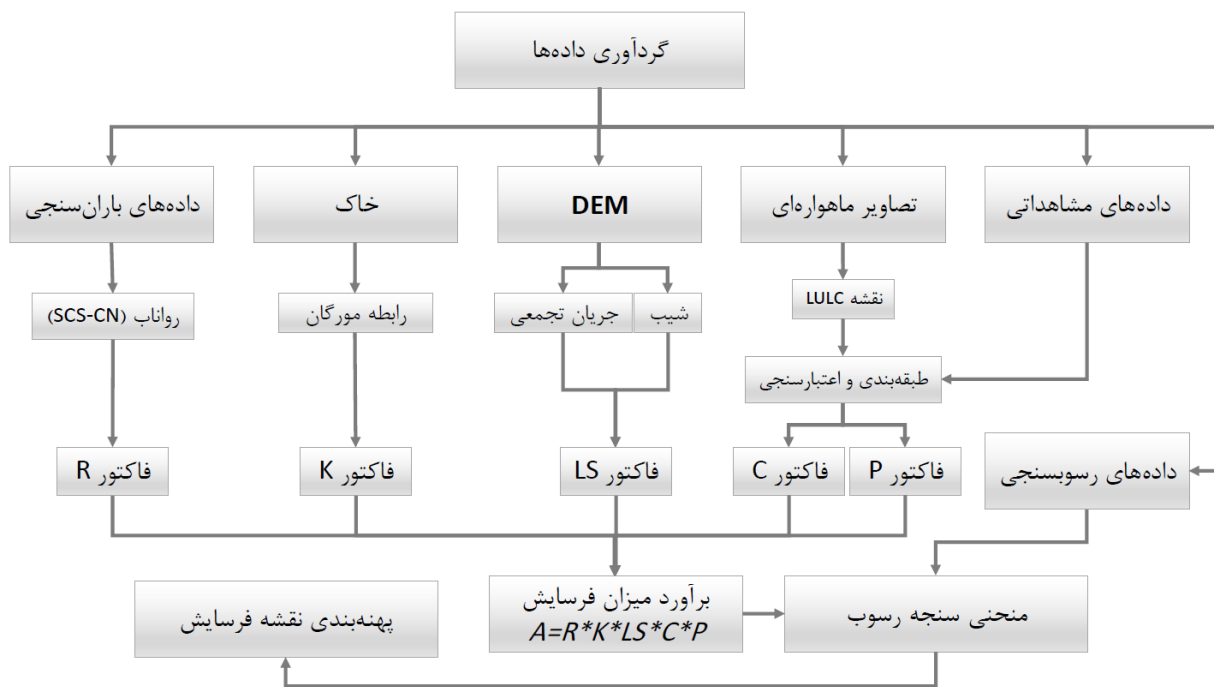 گردآوری داده‌ها
داده‌های باران‌سنجی
خاک
DEM
تصاویر ماهواره‌ای
داده‌های مشاهداتی
رواناب (SCS-CN)
رابطه مورگان
جریان تجمعی
شیب
نقشه LULC
طبقه‌بندی و اعتبارسنجی
فاکتور R
فاکتور K
فاکتور LS
فاکتور C
فاکتور P
داده‌های رسوبسنجی
برآورد میزان فرسایش
A=R*K*LS*C*P
منحنی سنجه رسوب
پهنه‌بندی نقشه فرسایش